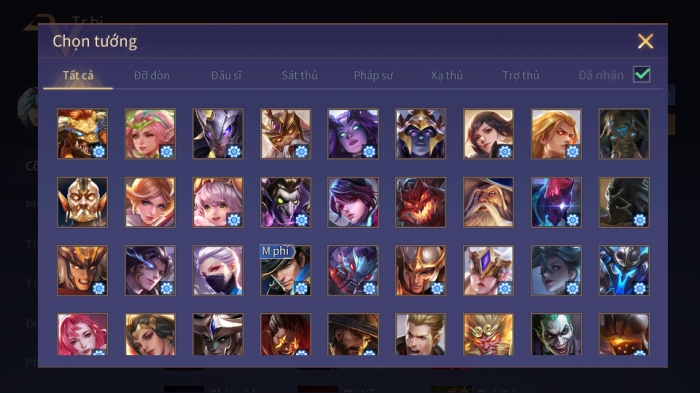 Chọn tướng
Tất cả Đỡ đòn Đấu sĩ Sát thủ Pháp sư Xạ thủ Trợ thủ Đã nhận
M phí